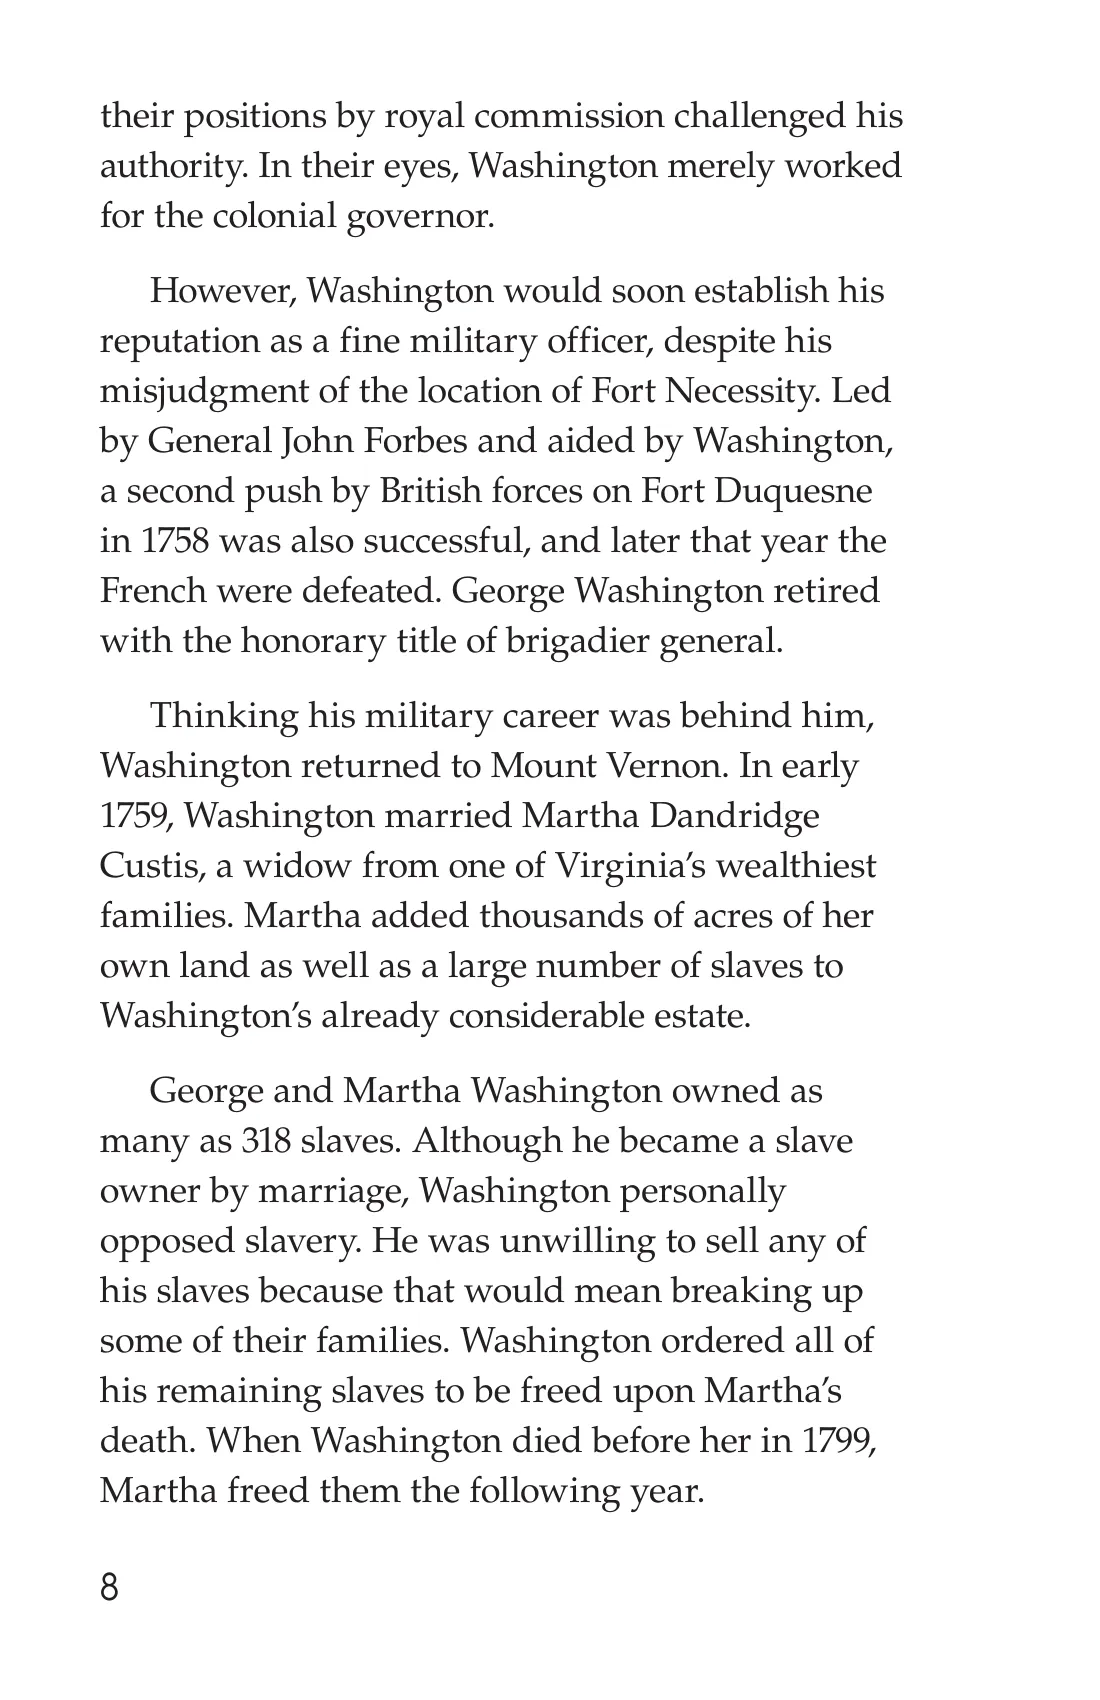 their positions by royal commission challenged his
authority. In their eyes, Washington merely worked
for the colonial governor.
However, Washington would soon establish his
reputation as a fine military officer, despite his
misjudgment of the location of Fort Necessity. Led
by General John Forbes and aided by Washington,
a second push by British forces on Fort Duquesne
in 1758 was also successful, and later that year the
French were defeated. George Washington retired
with the honorary title of brigadier general.
Thinking his military career was behind him,
Washington returned to Mount Vernon. In early
1759, Washington married Martha Dandridge
Custis, a widow from one of Virginia’s wealthiest
families. Martha added thousands of acres of her
own land as well as a large number of slaves to
Washington’s already considerable estate.
George and Martha Washington owned as
many as 318 slaves. Although he became a slave
owner by marriage, Washington personally
opposed slavery. He was unwilling to sell any of
his slaves because that would mean breaking up
some of their families. Washington ordered all of
his remaining slaves to be freed upon Martha’s
death. When Washington died before her in 1799,
Martha freed them the following year.
8